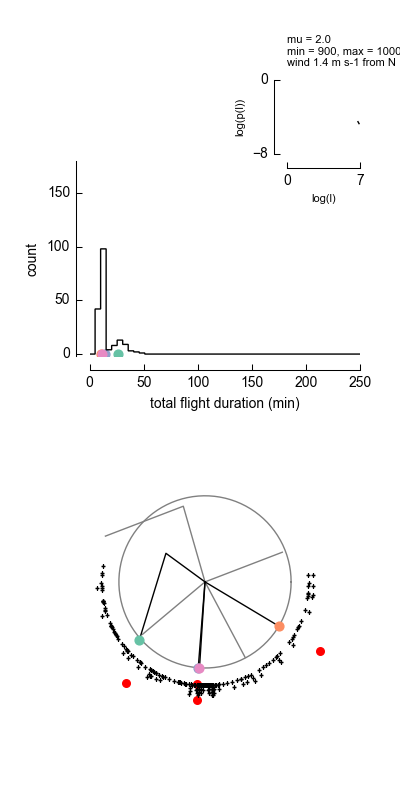 mu = 2.0
min = 900, max = 1000
wind 1.4 m s-1 from N
0
−8
log(p(l))
0 7
log(l)
150
100
50
0
count
0 50 100 150 200 250
total flight duration (min)